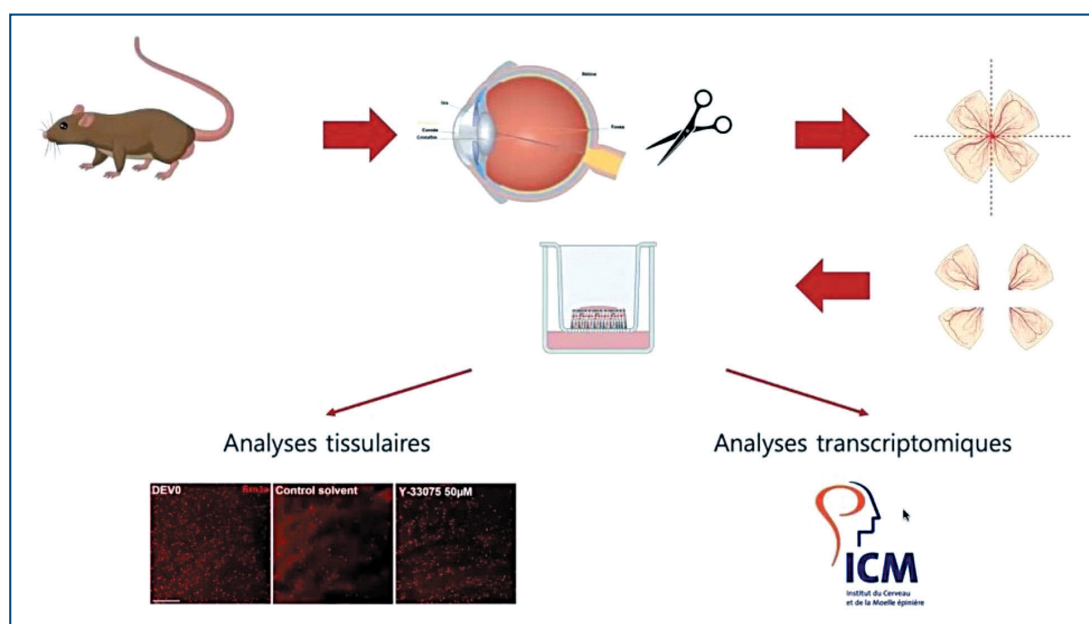 Rétine
Iris
Cornée
Cristallin
Fovéa
Analyses tissulaires
Analyses transcriptomiques
DEV0
Brn3a
Control solvent
Y-33075 50µM
ICM
Institut du Cerveau
et de la Moelle épinière